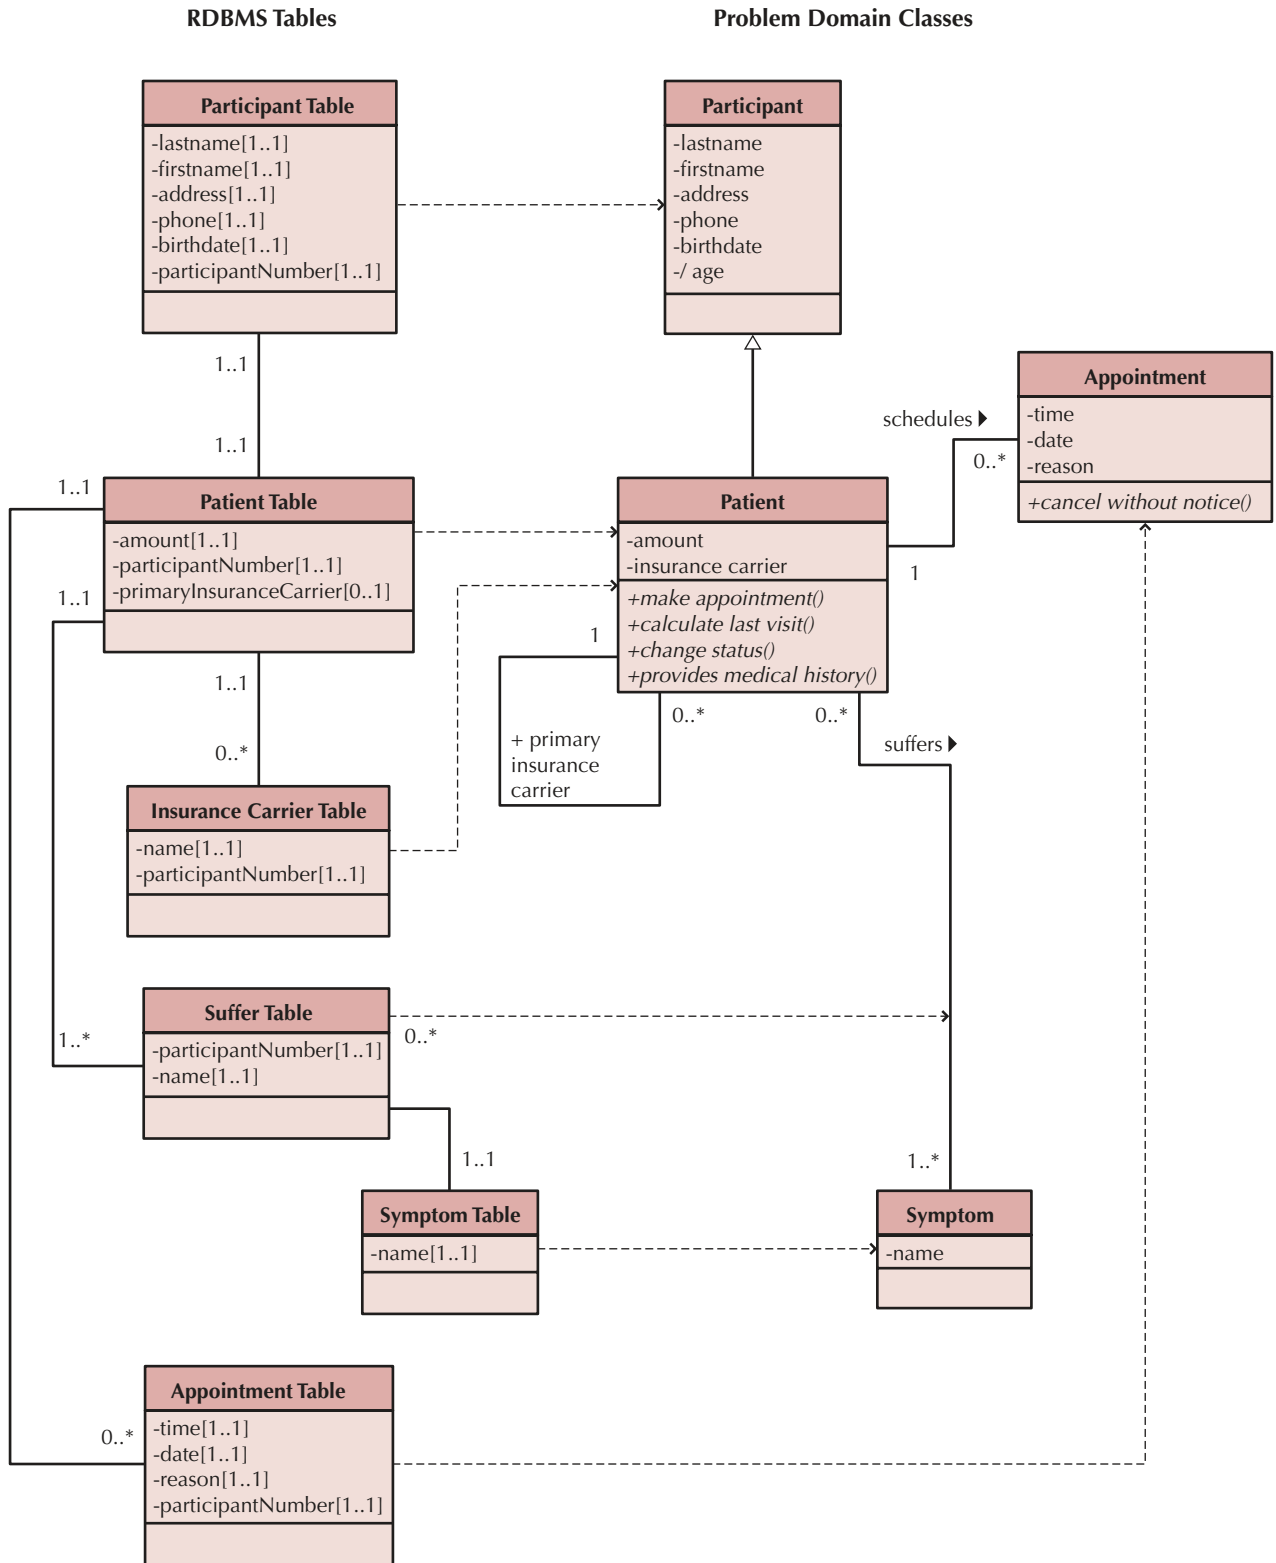 RDBMS Tables
Problem Domain Classes
Participant Table
-lastname[1..1]
-firstname[1..1]
-address[1..1]
-phone[1..1]
-birthdate[1..1]
-participantNumber[1..1]
Participant
-lastname
-firstname
-address
-phone
-birthdate
-/ age
1..1
1..1
Appointment
-time
-date
-reason
+cancel without notice()
schedules
0..*
1
1..1
Patient Table
-amount[1..1]
-participantNumber[1..1]
-primaryInsuranceCarrier[0..1]
1..1
Patient
-amount
-insurance carrier
+make appointment()
+calculate last visit()
+change status()
+provides medical history()
1
0..*
+ primary
insurance
carrier
0..*
suffers
1..1
0..*
Insurance Carrier Table
-name[1..1]
-participantNumber[1..1]
Suffer Table
-participantNumber[1..1]
-name[1..1]
1..*
0..*
1..1
1..*
Symptom Table
-name[1..1]
Symptom
-name
Appointment Table
-time[1..1]
-date[1..1]
-reason[1..1]
-participantNumber[1..1]
0..*